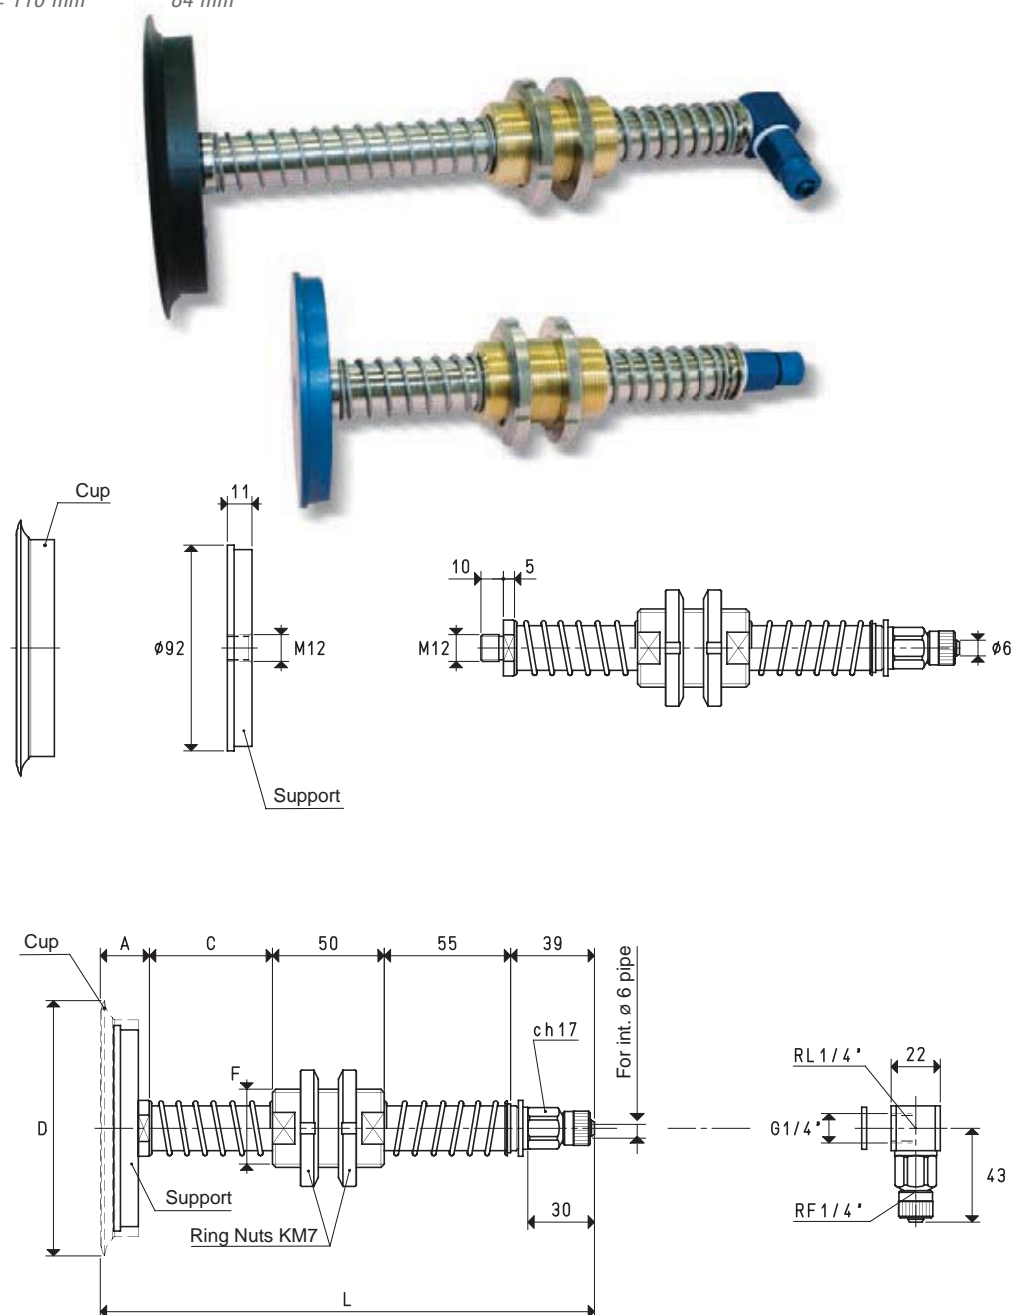 = 110 mm 84 mm
Cup
11
ø92
M12
Support
10 5
M12
ø6
Cup
A C 50 55 39
For int. ø 6 pipe
ch17
F
D
Support
Ring Nuts KM7
30
L
RL1/4"
22
G1/4"
43
RF1/4"